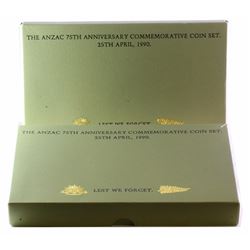 THE ANZAC 75TH ANNIVERSARY COMMEMORATIVE COIN SET.
25TH APRIL, 1990.
THE ANZAC 75TH ANNIVERSARY COMMEMORATIVE COIN SET.
25TH APRIL, 1990.
LEST WE FORGET.